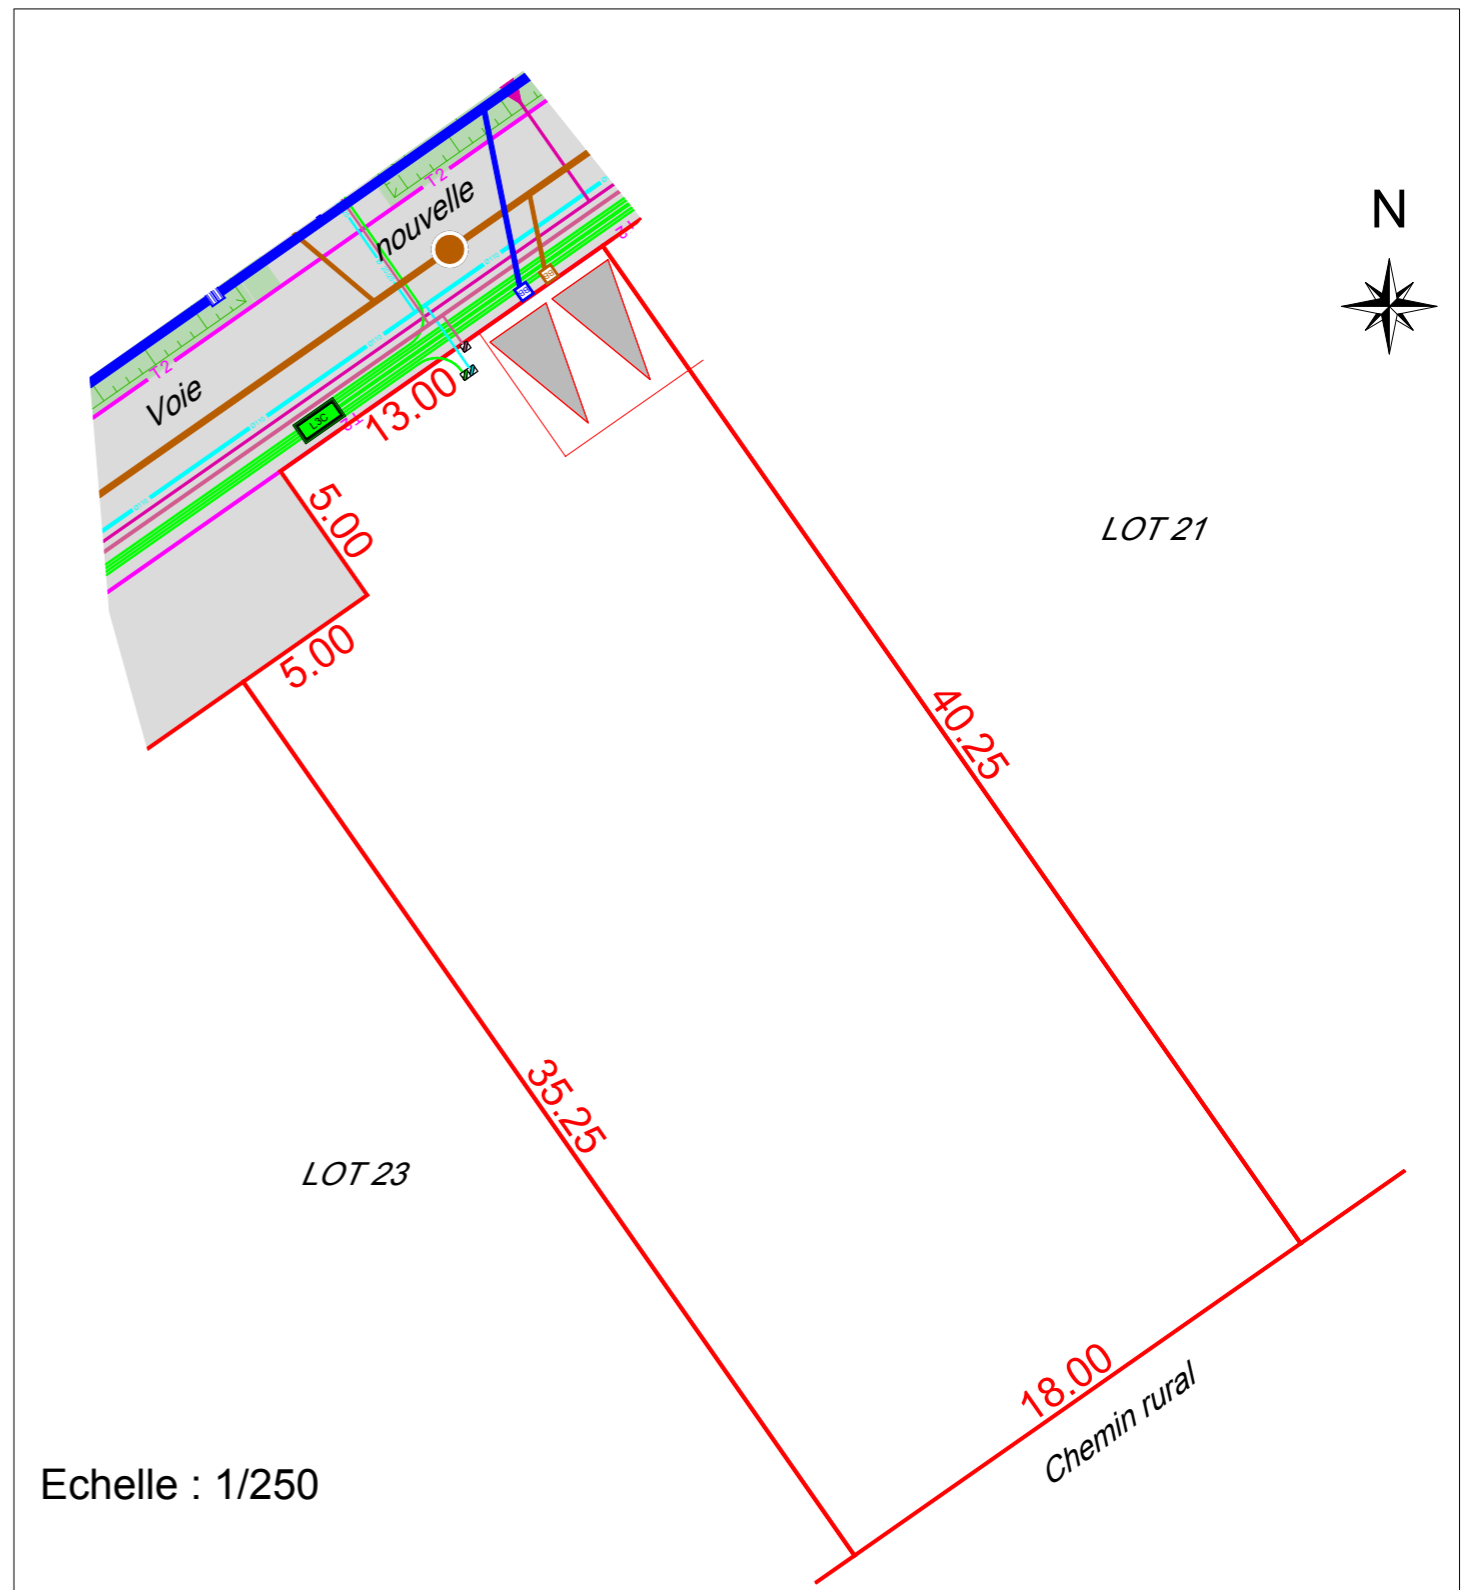 nouvelle
T2
N
T2
Voie
L3C
13.00
5.00
LOT 21
5.00
40.25
35.25
LOT 23
18.00
Chemin rural
Echelle : 1/250